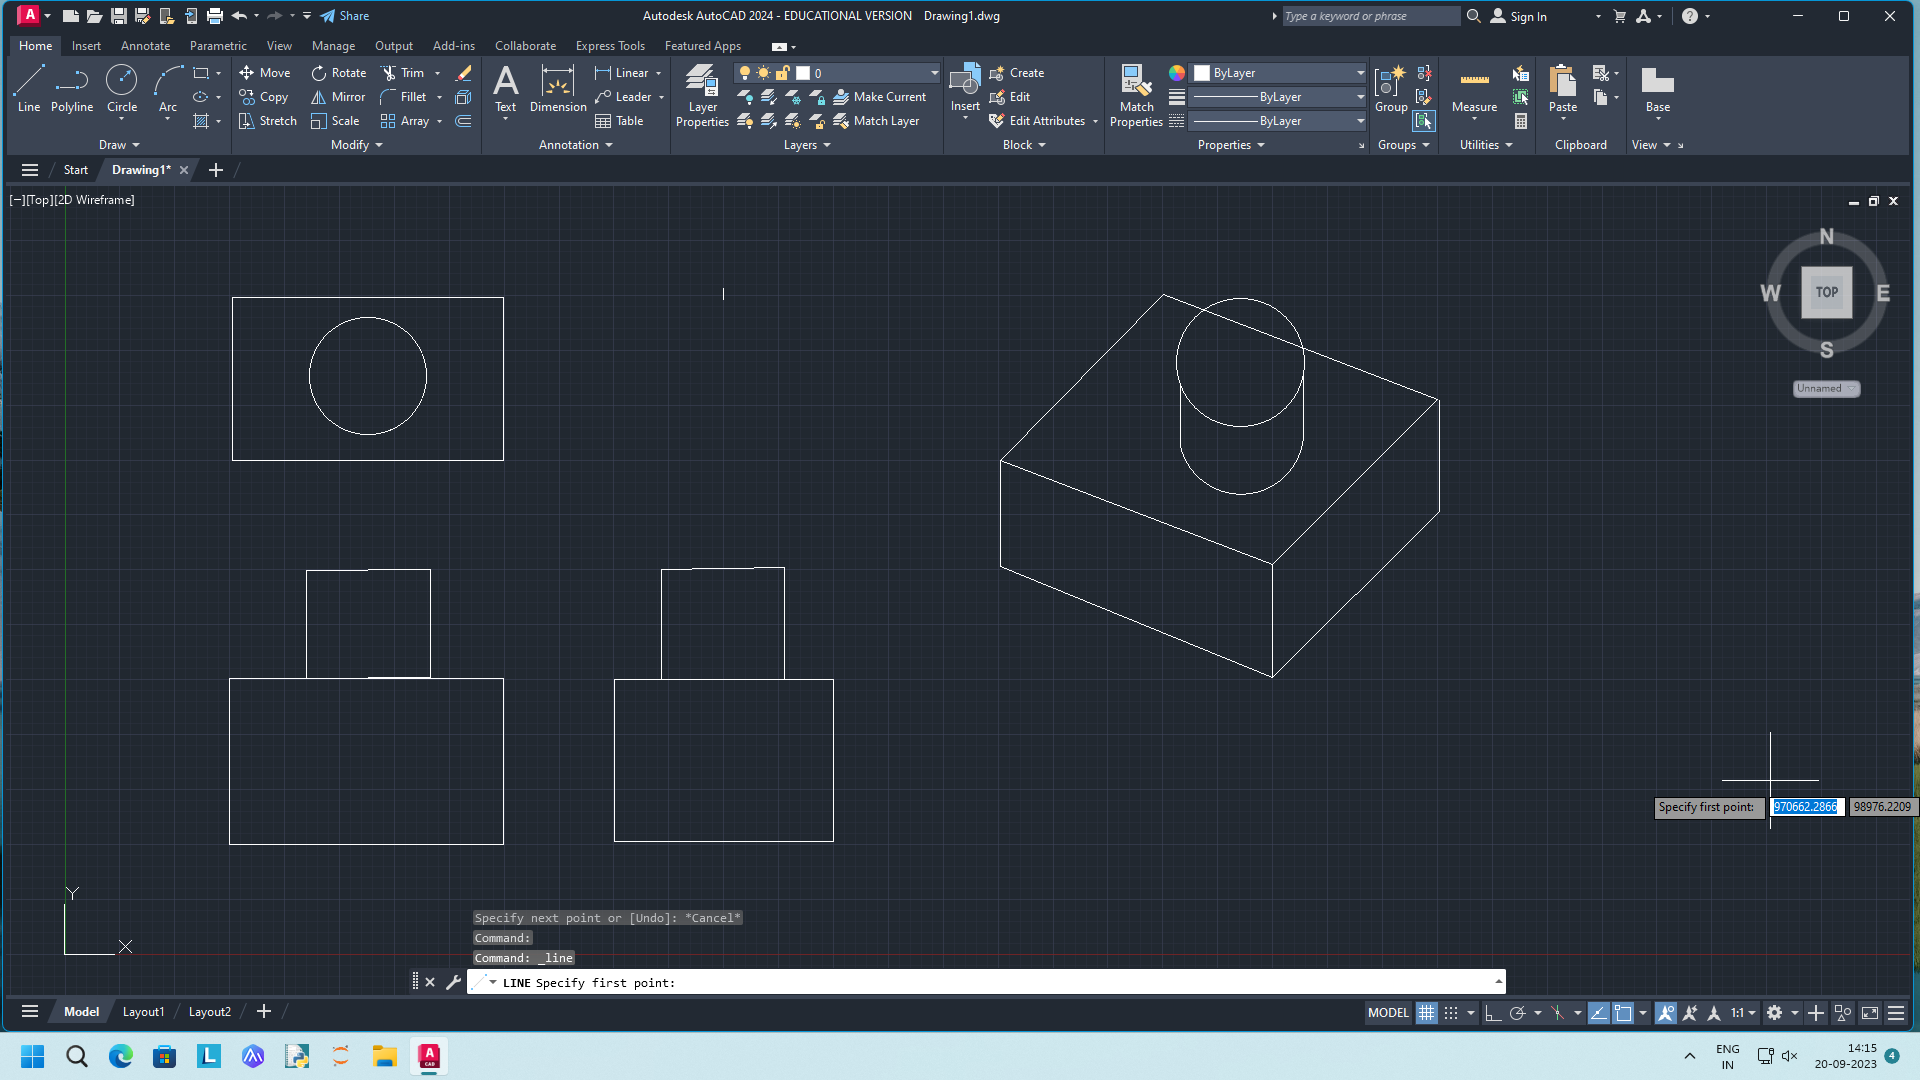 Share
Autodesk AutoCAD 2024 - EDUCATIONAL VERSION Drawing1.dwg
Type a keyword or phrase
Sign In
Home Insert Annotate Parametric View Manage Output Add-ins Collaborate Express Tools Featured Apps
Line Polyline Circle Arc
Draw
Move Rotate Trim
Copy Mirror Fillet
Stretch Scale Array
Modify
Text Dimension
Linear
Leader
Table
Annotation
Layer Properties
0
Make Current
Match Layer
Layers
Insert
Create
Edit
Edit Attributes
Block
Match Properties
ByLayer
ByLayer
ByLayer
Properties
Group
Groups
Measure
Utilities
Paste
Clipboard
Base
View
Start Drawing1* 
[−][Top][2D Wireframe]
N
W TOP E
S
Unnamed
Specify first point: 970662.2866 98976.2209
Y
X
Specify next point or [Undo]: *Cancel*
Command:
Command: _line
LINE Specify first point:
Model Layout1 Layout2
MODEL 1:1
L
A
CAD
ENG
IN
14:15
20-09-2023
4